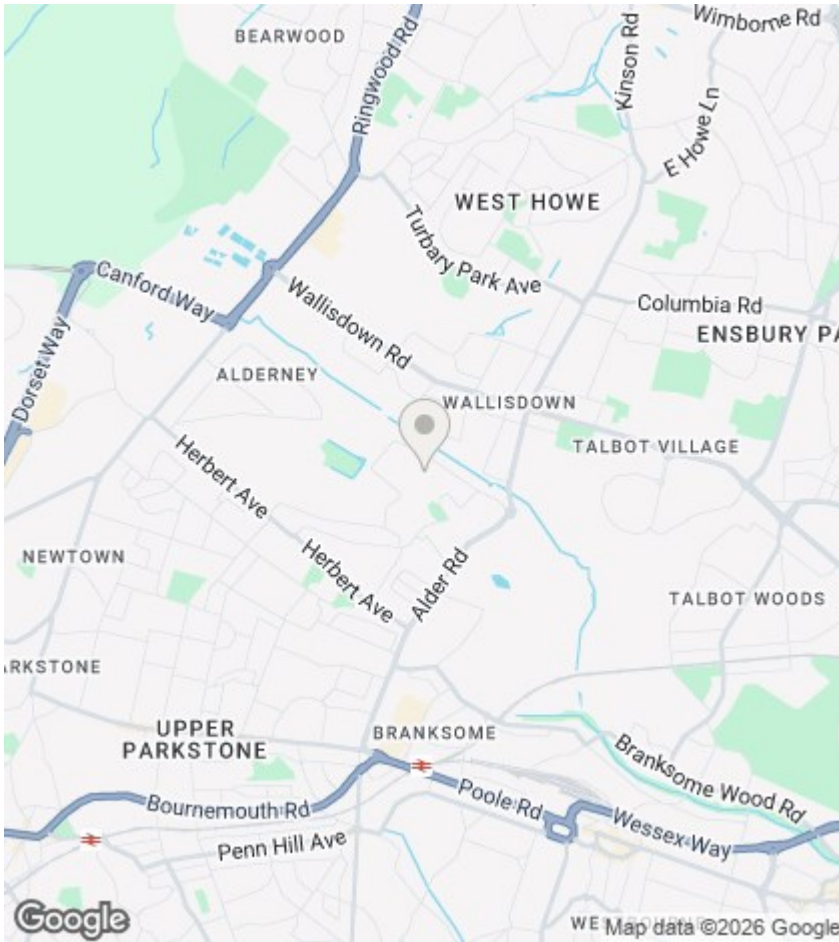 Wimborne Rd
BEARWOOD
Ringwood Rd
Kinson Rd
E Howe Ln
WEST HOWE
Turbary Park Ave
Canford Way
Wallisdown Rd
Columbia Rd
ENSBURY PA
Dorset Way
ALDERNEY
WALLISDOWN
TALBOT VILLAGE
Herbert Ave
NEWTOWN
Herbert Ave
Alder Rd
TALBOT WOODS
ARKSTONE
UPPER
PARKSTONE
BRANKSOME
Branksome Wood Rd
Bournemouth Rd
Poole Rd
Wessex Way
Penn Hill Ave
Google
Map data ©2026 Google